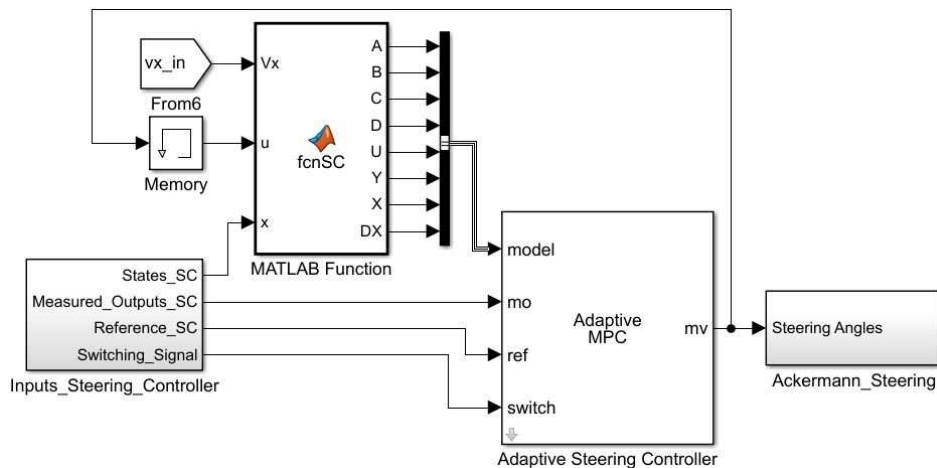 vx_in
From6
Memory
Vx
u
x
fcnSC
A
B
C
D
U
Y
X
DX
MATLAB Function
States_SC
Measured_Outputs_SC
Reference_SC
Switching_Signal
Inputs_Steering_Controller
model
mo
ref
switch
Adaptive
MPC
mv
Adaptive Steering Controller
Steering Angles
Ackermann_Steering